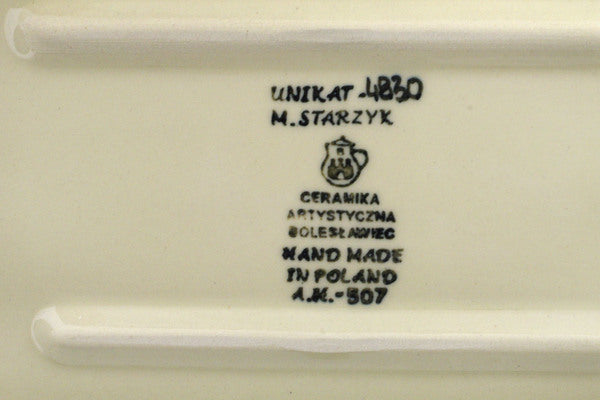 UNIKAT-4830
M.STARZYK
CERAMIKA
ARTYSTYCZNA
BOLESŁAWIEC
HAND MADE
IN POLAND
A.M.-507